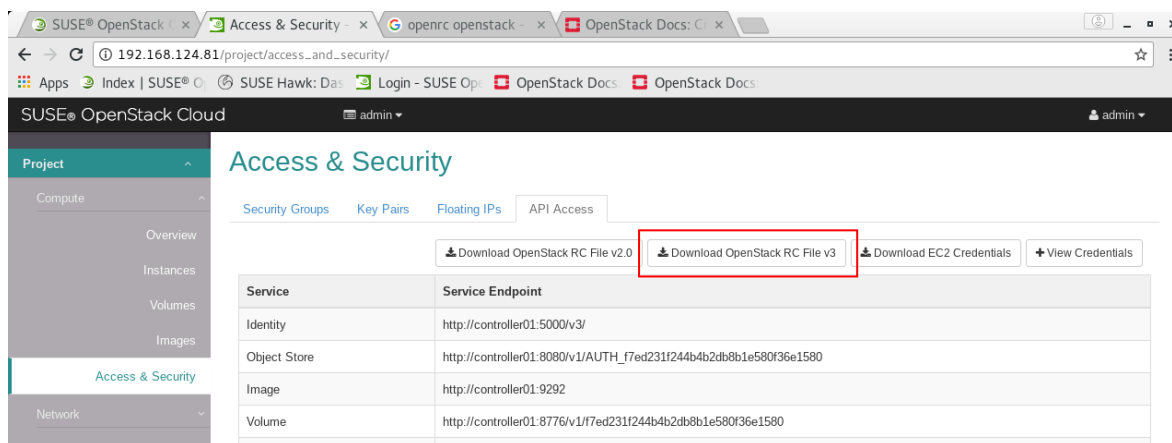 SUSE® OpenStack C
Access & Security -
openrc openstack -
OpenStack Docs: Cr
192.168.124.81/project/access_and_security/
Apps
Index | SUSE® O
SUSE Hawk: Das
Login - SUSE Ope
OpenStack Docs:
OpenStack Docs:
SUSE® OpenStack Cloud
admin
admin
Project
Access & Security
Compute
Security Groups
Key Pairs
Floating IPs
API Access
Overview
Download OpenStack RC File v2.0
Download OpenStack RC File v3
Download EC2 Credentials
View Credentials
Instances
Service
Service Endpoint
Volumes
Identity
http://controller01:5000/v3/
Images
Object Store
http://controller01:8080/v1/AUTH_f7ed231f244b4b2db8b1e580f36e1580
Access & Security
Image
http://controller01:9292
Network
Volume
http://controller01:8776/v1/f7ed231f244b4b2db8b1e580f36e1580